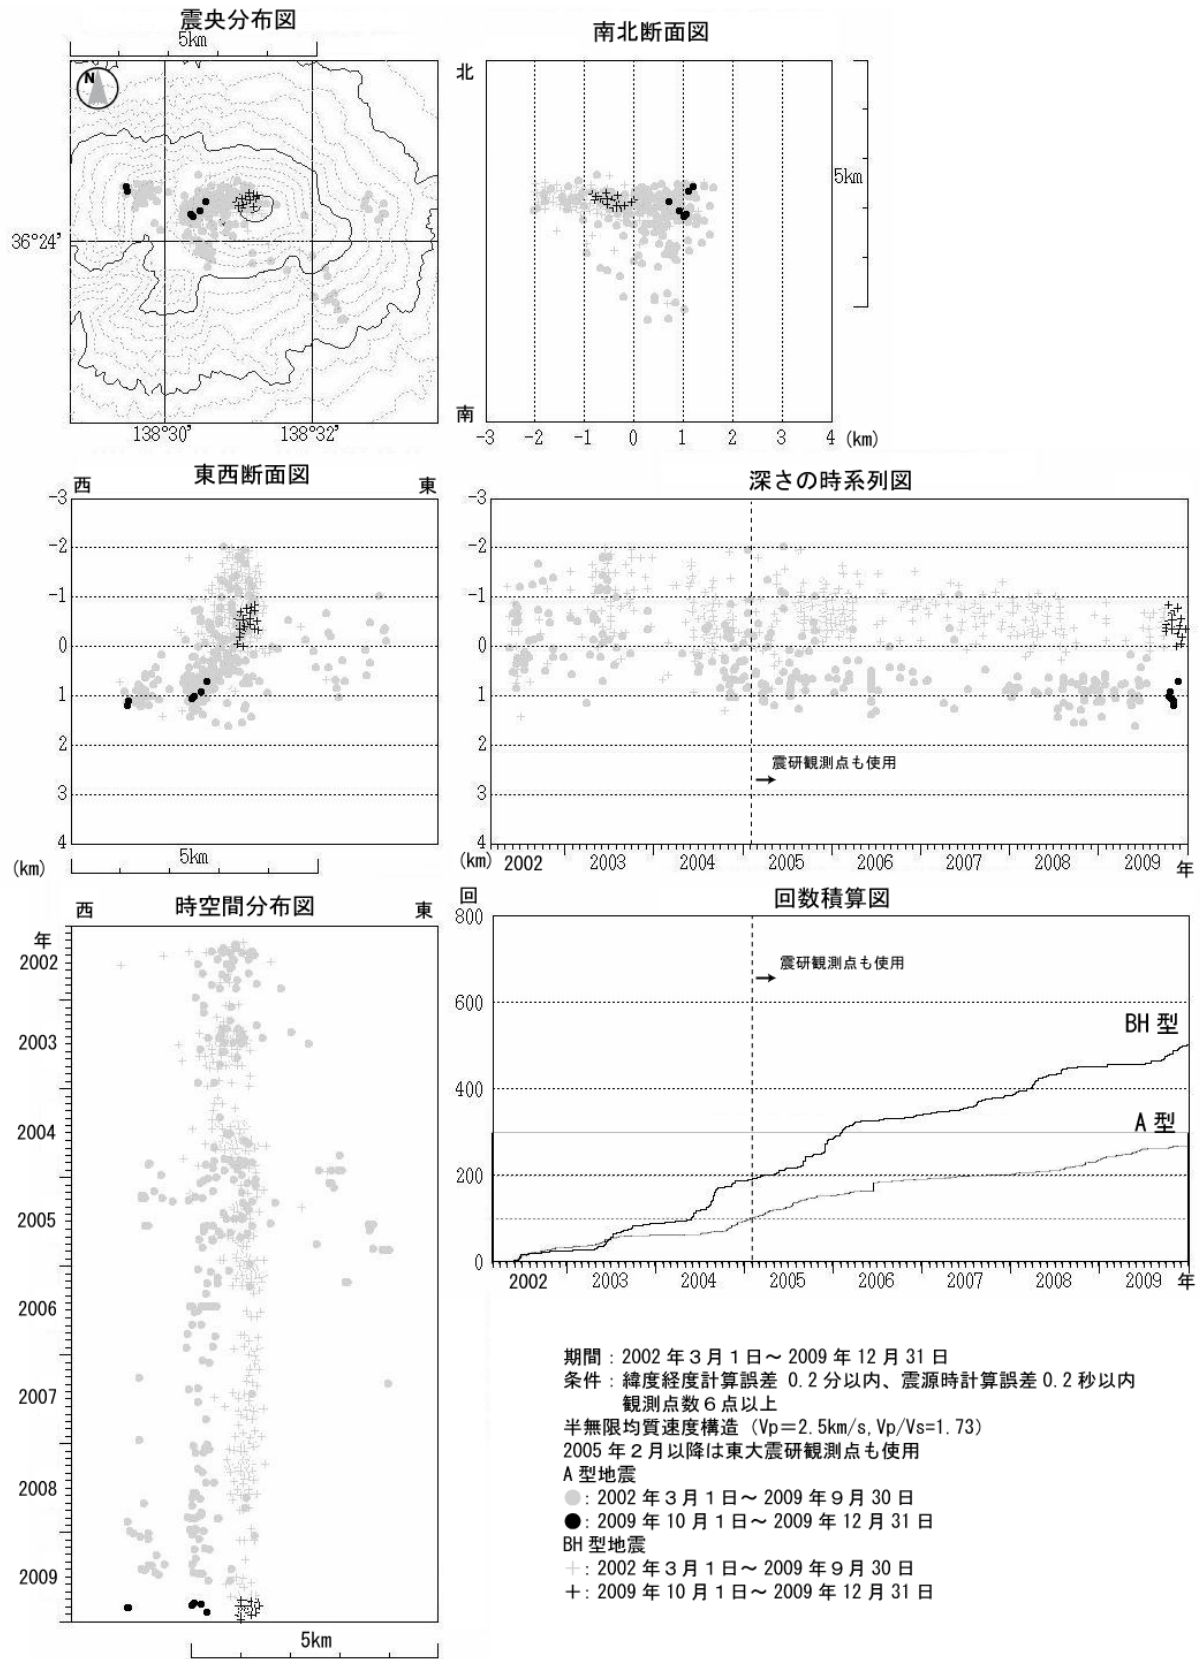 震央分布図
5km
N
36°24'
138°30'
138°32'
南北断面図
北
南
5km
-3 -2 -1 0 1 2 3 4 (km)
東西断面図
西 東
-3
-2
-1
0
1
2
3
4
(km)
5km
深さの時系列図
-3
-2
-1
0
1
2
3
4
震研観測点も使用
→
(km) 2002 2003 2004 2005 2006 2007 2008 2009 年
時空間分布図
西 東
年
2002
2003
2004
2005
2006
2007
2008
2009
5km
回数積算図
回
800
600
400
200
0
震研観測点も使用
→
BH 型
A 型
2002 2003 2004 2005 2006 2007 2008 2009 年
期間：2002 年３月１日～ 2009 年 12 月 31 日
条件：緯度経度計算誤差 0.2 分以内、震源時計算誤差 0.2 秒以内
観測点数６点以上
半無限均質速度構造（Vp＝2.5km/s, Vp/Vs=1.73）
2005 年２月以降は東大震研観測点も使用
A 型地震
●：2002 年３月１日～ 2009 年９月 30 日
●：2009 年 10 月１日～ 2009 年 12 月 31 日
BH 型地震
＋：2002 年３月１日～ 2009 年９月 30 日
＋：2009 年 10 月１日～ 2009 年 12 月 31 日